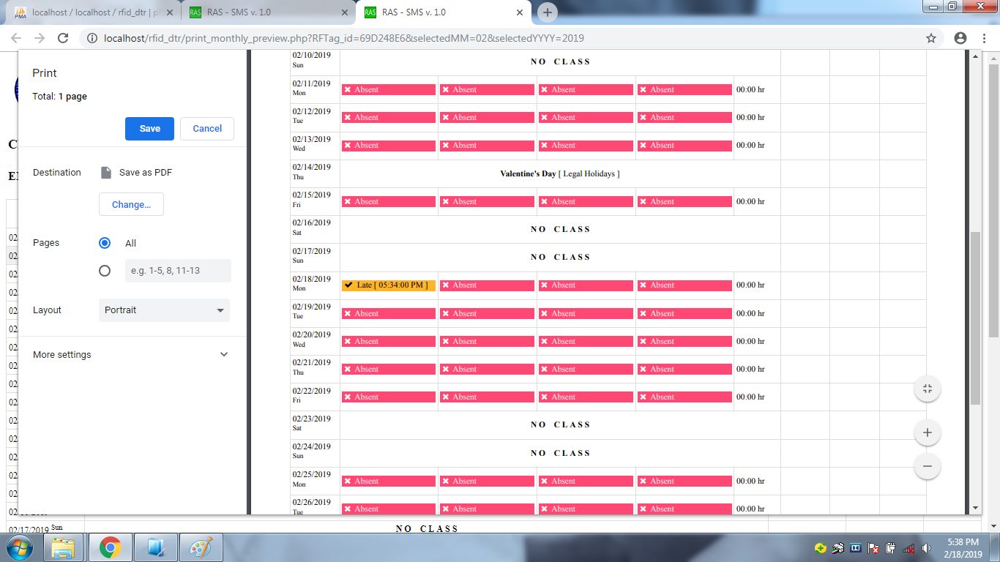 localhost / localhost / rfid_dtr | p
RAS - SMS v. 1.0
RAS - SMS v. 1.0
localhost/rfid_dtr/print_monthly_preview.php?RFTag_id=69D248E6&selectedMM=02&selectedYYYY=2019
Print
Total: 1 page
Save Cancel
Destination Save as PDF
Change...
Pages All
e.g. 1-5, 8, 11-13
Layout Portrait
More settings
02/10/2019 Sun NO CLASS
02/11/2019 Mon Absent Absent Absent Absent 00:00 hr
02/12/2019 Tue Absent Absent Absent Absent 00:00 hr
02/13/2019 Wed Absent Absent Absent Absent 00:00 hr
02/14/2019 Thu Valentine's Day [ Legal Holidays ]
02/15/2019 Fri Absent Absent Absent Absent 00:00 hr
02/16/2019 Sat NO CLASS
02/17/2019 Sun NO CLASS
02/18/2019 Mon Late [ 05:34:00 PM ] Absent Absent Absent 00:00 hr
02/19/2019 Tue Absent Absent Absent Absent 00:00 hr
02/20/2019 Wed Absent Absent Absent Absent 00:00 hr
02/21/2019 Thu Absent Absent Absent Absent 00:00 hr
02/22/2019 Fri Absent Absent Absent Absent 00:00 hr
02/23/2019 Sat NO CLASS
02/24/2019 Sun NO CLASS
02/25/2019 Mon Absent Absent Absent Absent 00:00 hr
02/26/2019 Tue Absent Absent Absent Absent 00:00 hr
02/17/2019 Sun NO CLASS
5:38 PM
2/18/2019